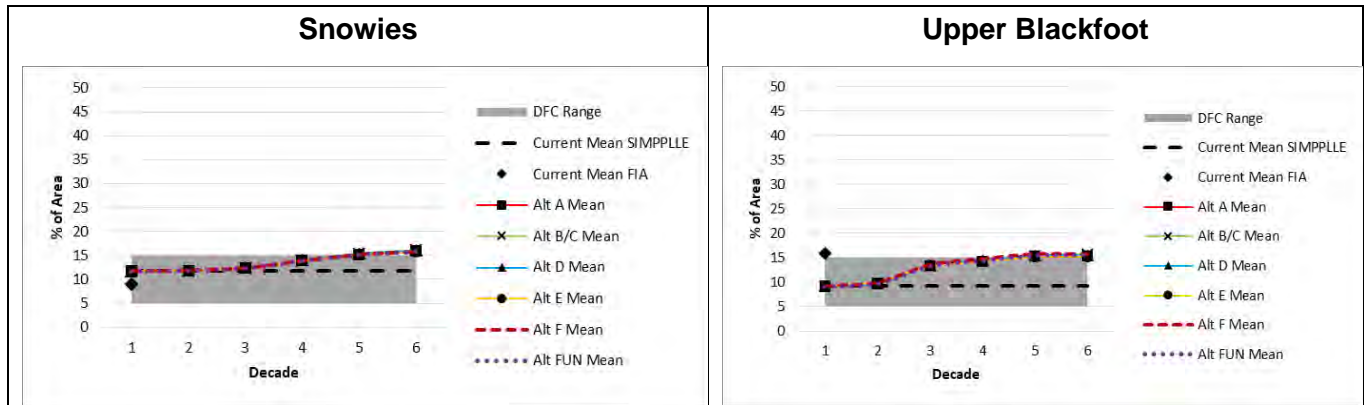 Snowies
% of Area
50
45
40
35
30
25
20
15
10
5
0
1 2 3 4 5 6
Decade
DFC Range
Current Mean SIMPPLLE
Current Mean FIA
Alt A Mean
Alt B/C Mean
Alt D Mean
Alt E Mean
Alt F Mean
Alt FUN Mean
Upper Blackfoot
% of Area
50
45
40
35
30
25
20
15
10
5
0
1 2 3 4 5 6
Decade
DFC Range
Current Mean SIMPPLLE
Current Mean FIA
Alt A Mean
Alt B/C Mean
Alt D Mean
Alt E Mean
Alt F Mean
Alt FUN Mean